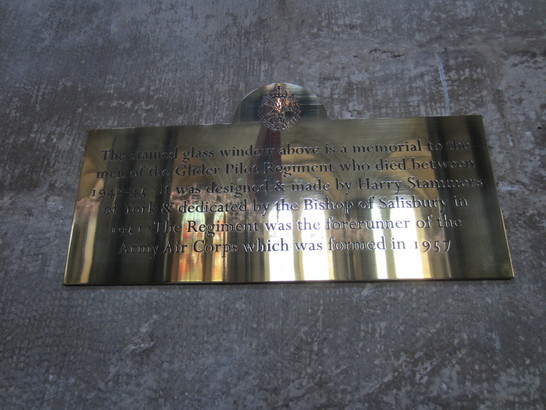 The stained glass window above is a memorial to the
men of the Glider Pilot Regiment who died between
It was designed & made by Harry Stammers
of York & dedicated by the Bishop of Salisbury in
The Regiment was the forerunner of the
Army Air Corps which was formed in 1957